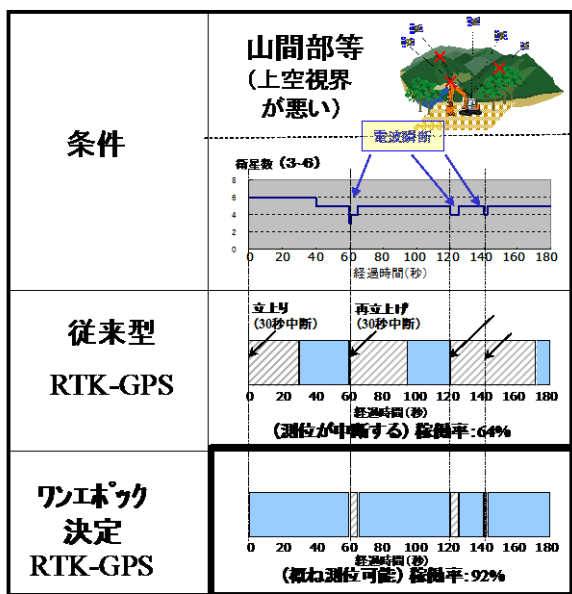 条件
山間部等
(上空視界
が悪い)
電波瞬断
衛星数 (3~6)
8
6
4
2
0
0 20 40 60 80 100 120 140 160 180
経過時間(秒)
従来型
RTK-GPS
立上り
(30秒中断)
再立上げ
(30秒中断)
0 20 40 60 80 100 120 140 160 180
経過時間(秒)
(測位が中断する) 稼働率:64%
ワンエポック
決定
RTK-GPS
0 20 40 60 80 100 120 140 160 180
経過時間(秒)
(概ね測位可能) 稼働率:92%